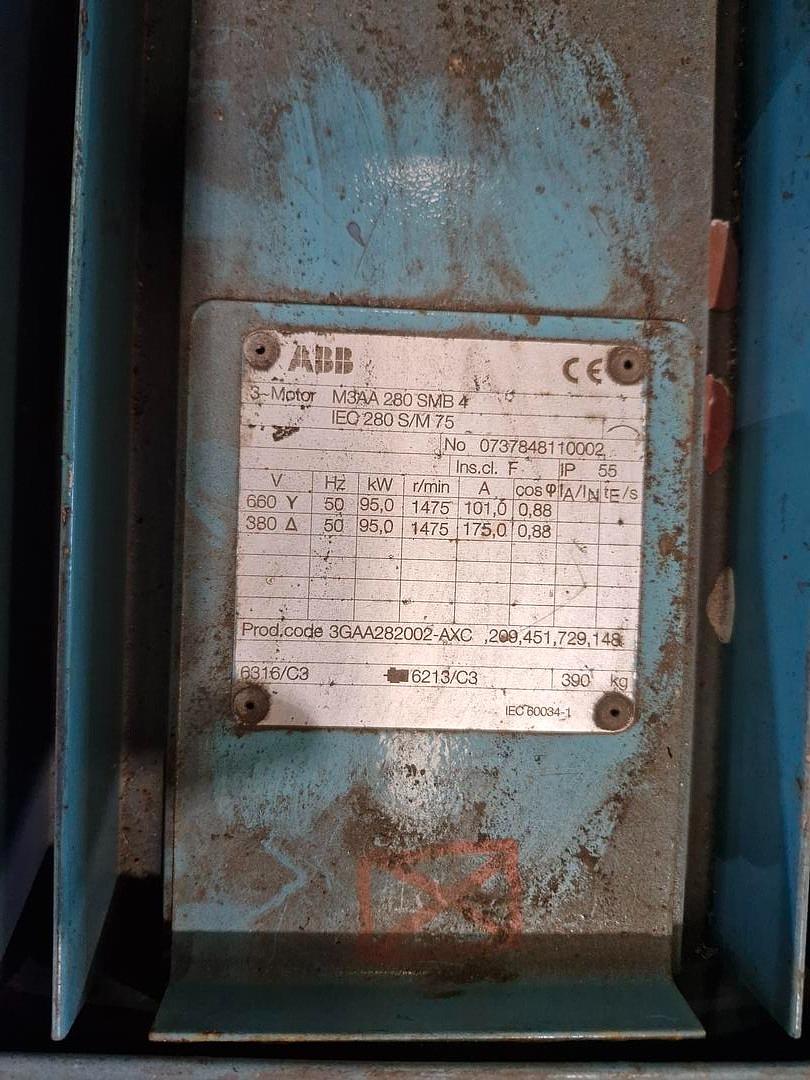 ABB CE
3~Motor M3AA 280 SMB 4
IEC 280 S/M 75
No 0737848110002
Ins.cl. F IP 55
V Hz kW r/min A cos φ IA/IN tE/s
660 Y 50 95,0 1475 101,0 0,88
380 Δ 50 95,0 1475 175,0 0,88
Prod.code 3GAA282002-AXC ,209,451,729,148
6316/C3 6213/C3 390 kg
IEC 60034-1